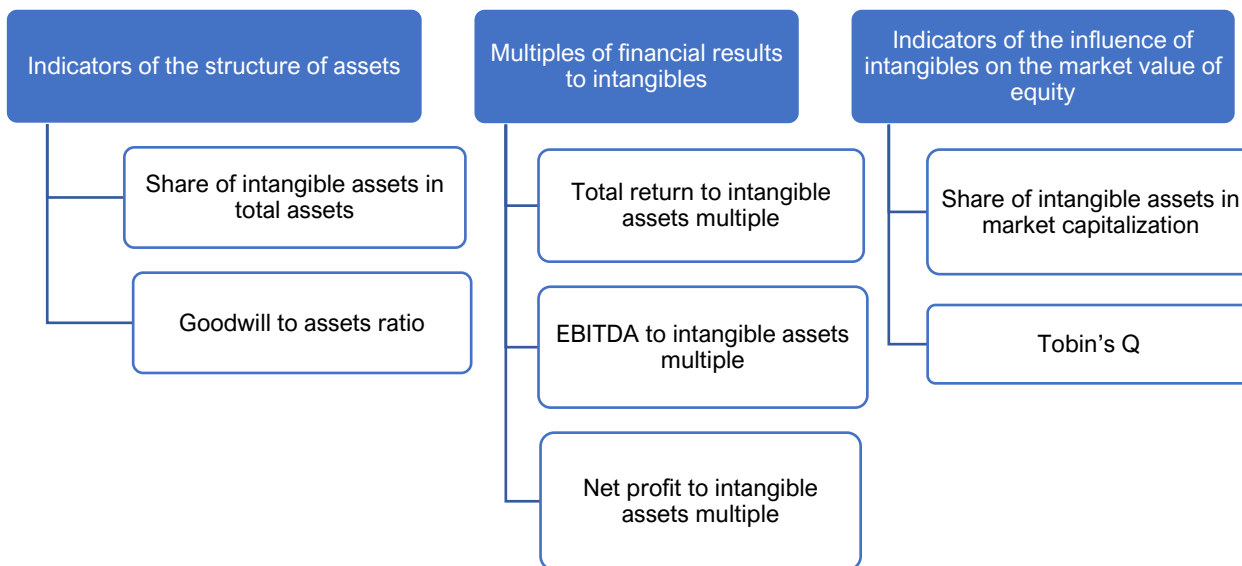 Indicators of the structure of assets
Share of intangible assets in
total assets
Goodwill to assets ratio
Multiples of financial results
to intangibles
Total return to intangible
assets multiple
EBITDA to intangible assets
multiple
Net profit to intangible
assets multiple
Indicators of the influence of
intangibles on the market value of
equity
Share of intangible assets in
market capitalization
Tobin’s Q